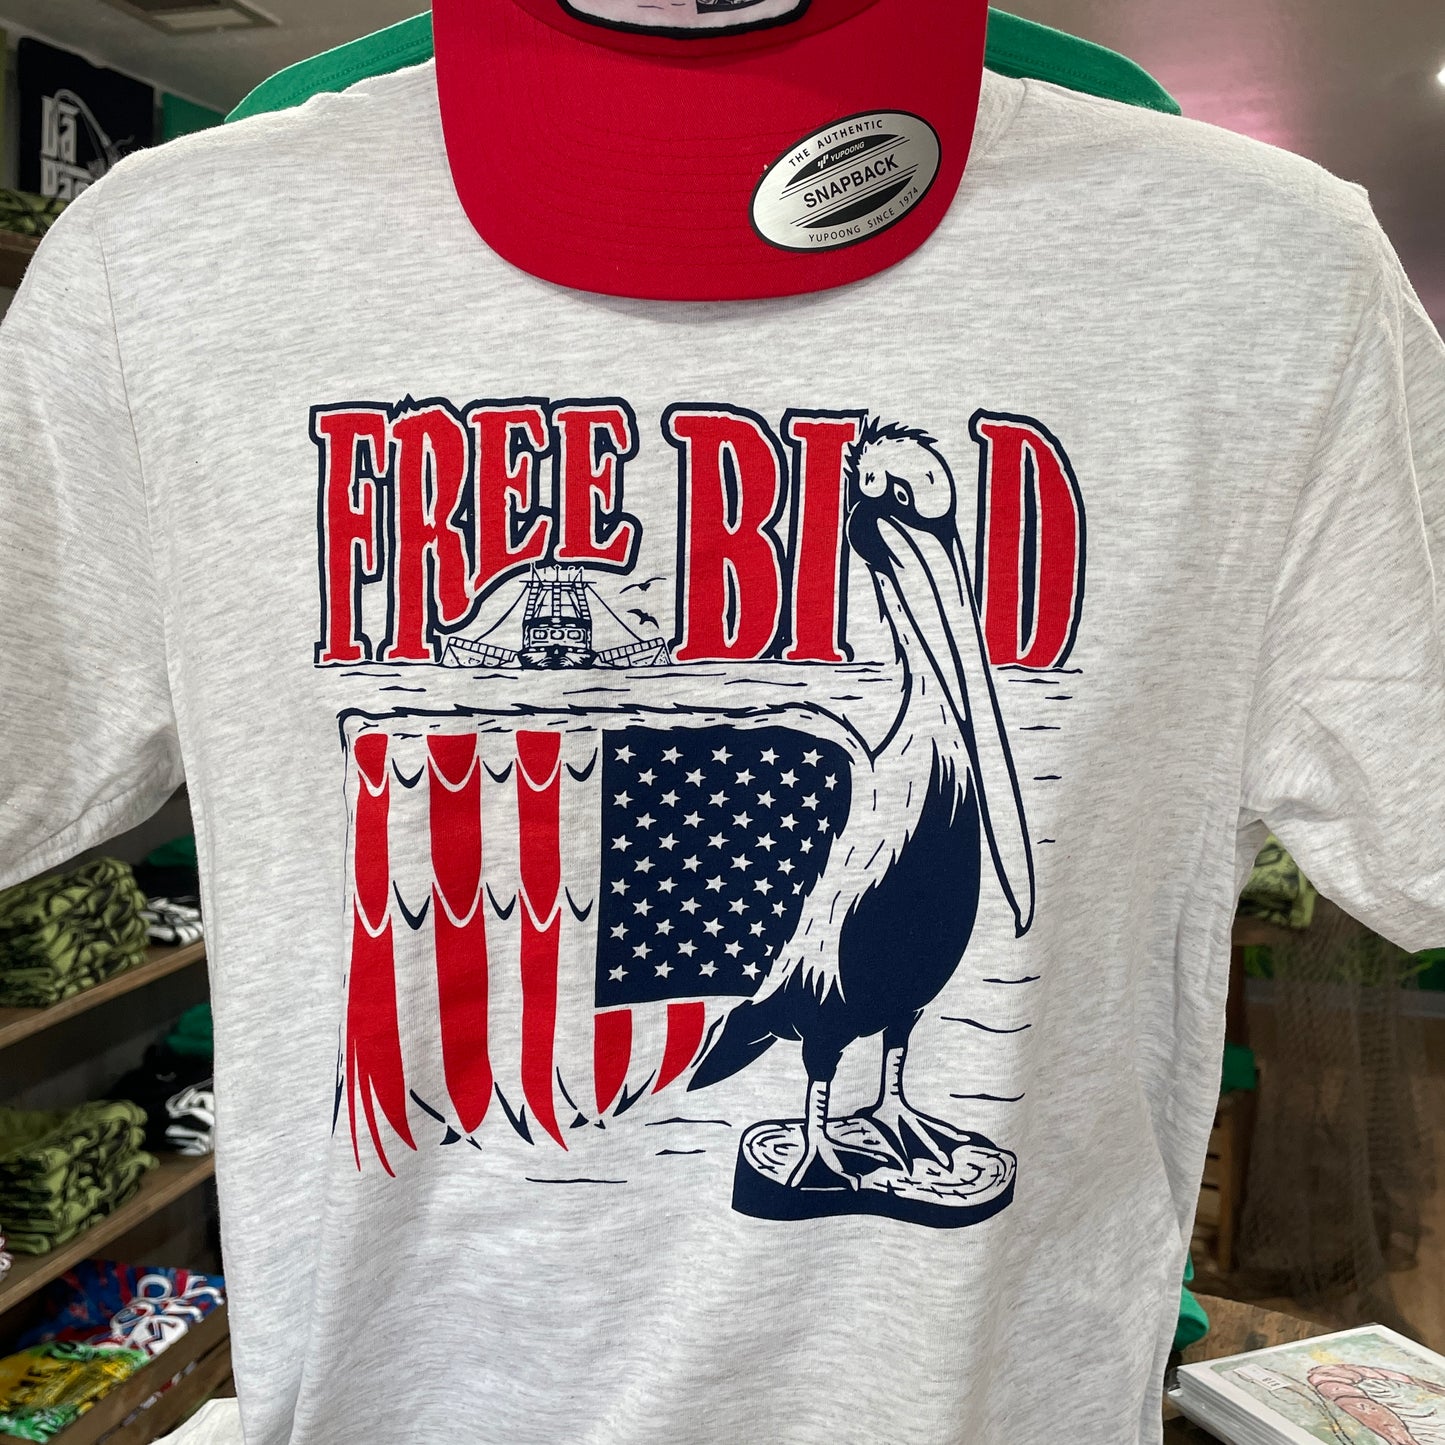 THE AUTHENTIC
YUPOONG
SNAPBACK
YUPOONG SINCE 1974
FREE BI D